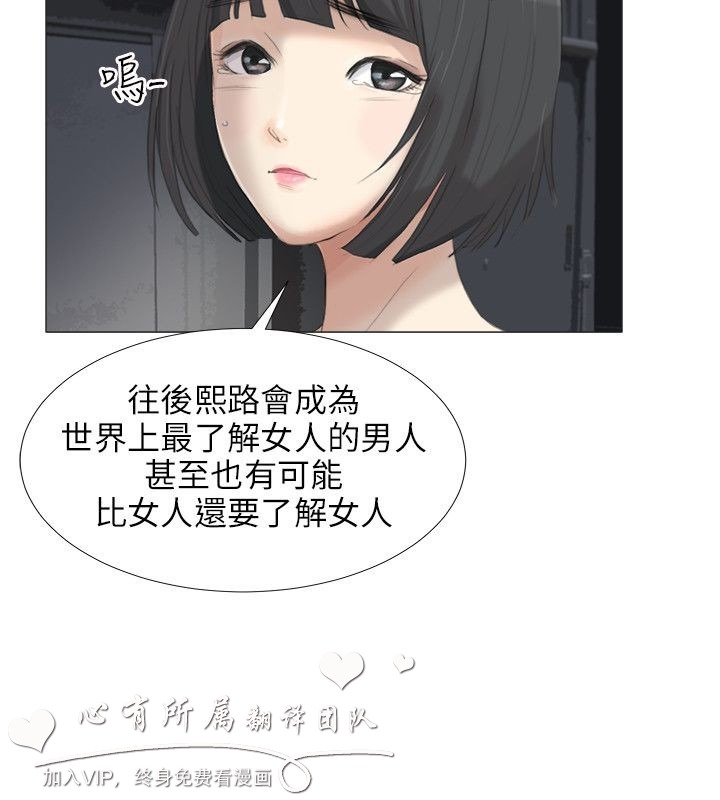 嗚-
往後熙路會成為
世界上最了解女人的男人
甚至也有可能
比女人還要了解女人
心有所属翻译团队
加入VIP，终身免费看漫画